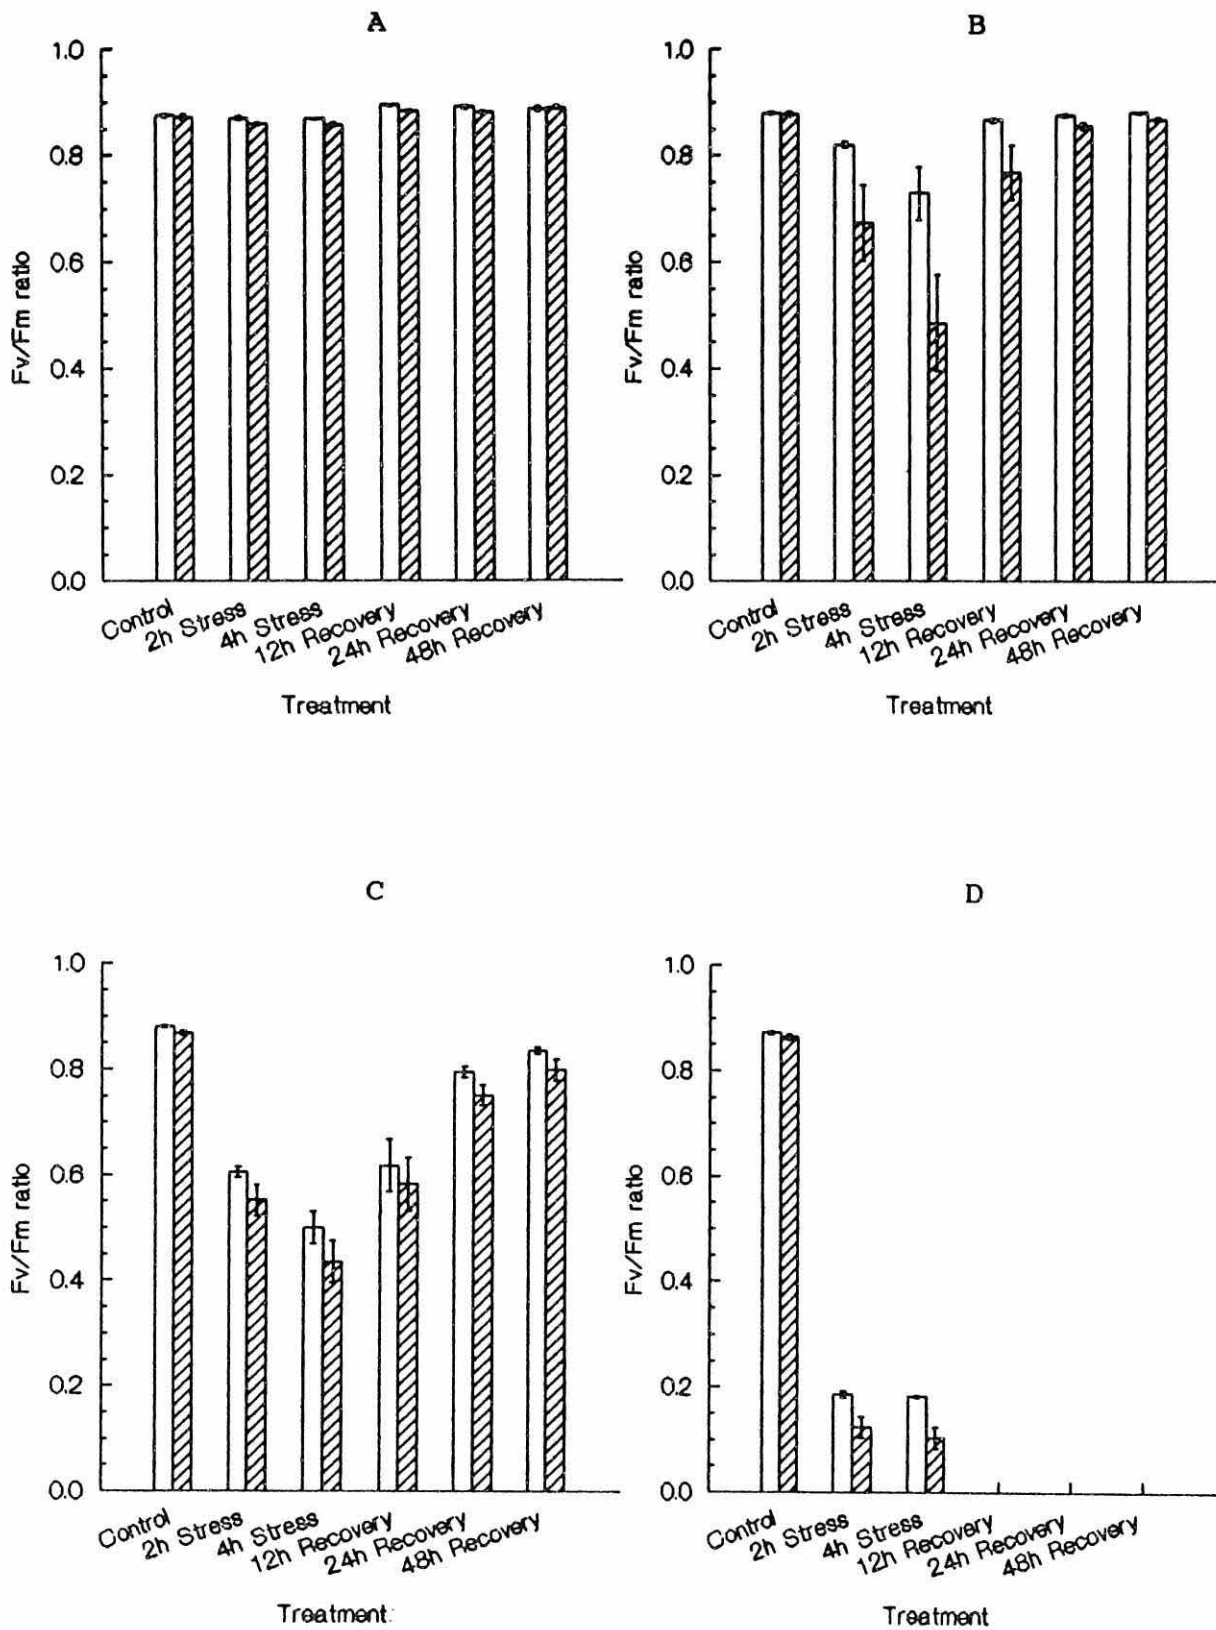 A
1.0
0.8
0.6
0.4
0.2
0.0
Fv/Fm ratio
Control
2h Stress
4h Stress
12h Recovery
24h Recovery
48h Recovery
Treatment
B
1.0
0.8
0.6
0.4
0.2
0.0
Fv/Fm ratio
Control
2h Stress
4h Stress
12h Recovery
24h Recovery
48h Recovery
Treatment
C
1.0
0.8
0.6
0.4
0.2
0.0
Fv/Fm ratio
Control
2h Stress
4h Stress
12h Recovery
24h Recovery
48h Recovery
Treatment
D
1.0
0.8
0.6
0.4
0.2
0.0
Fv/Fm ratio
Control
2h Stress
4h Stress
12h Recovery
24h Recovery
48h Recovery
Treatment